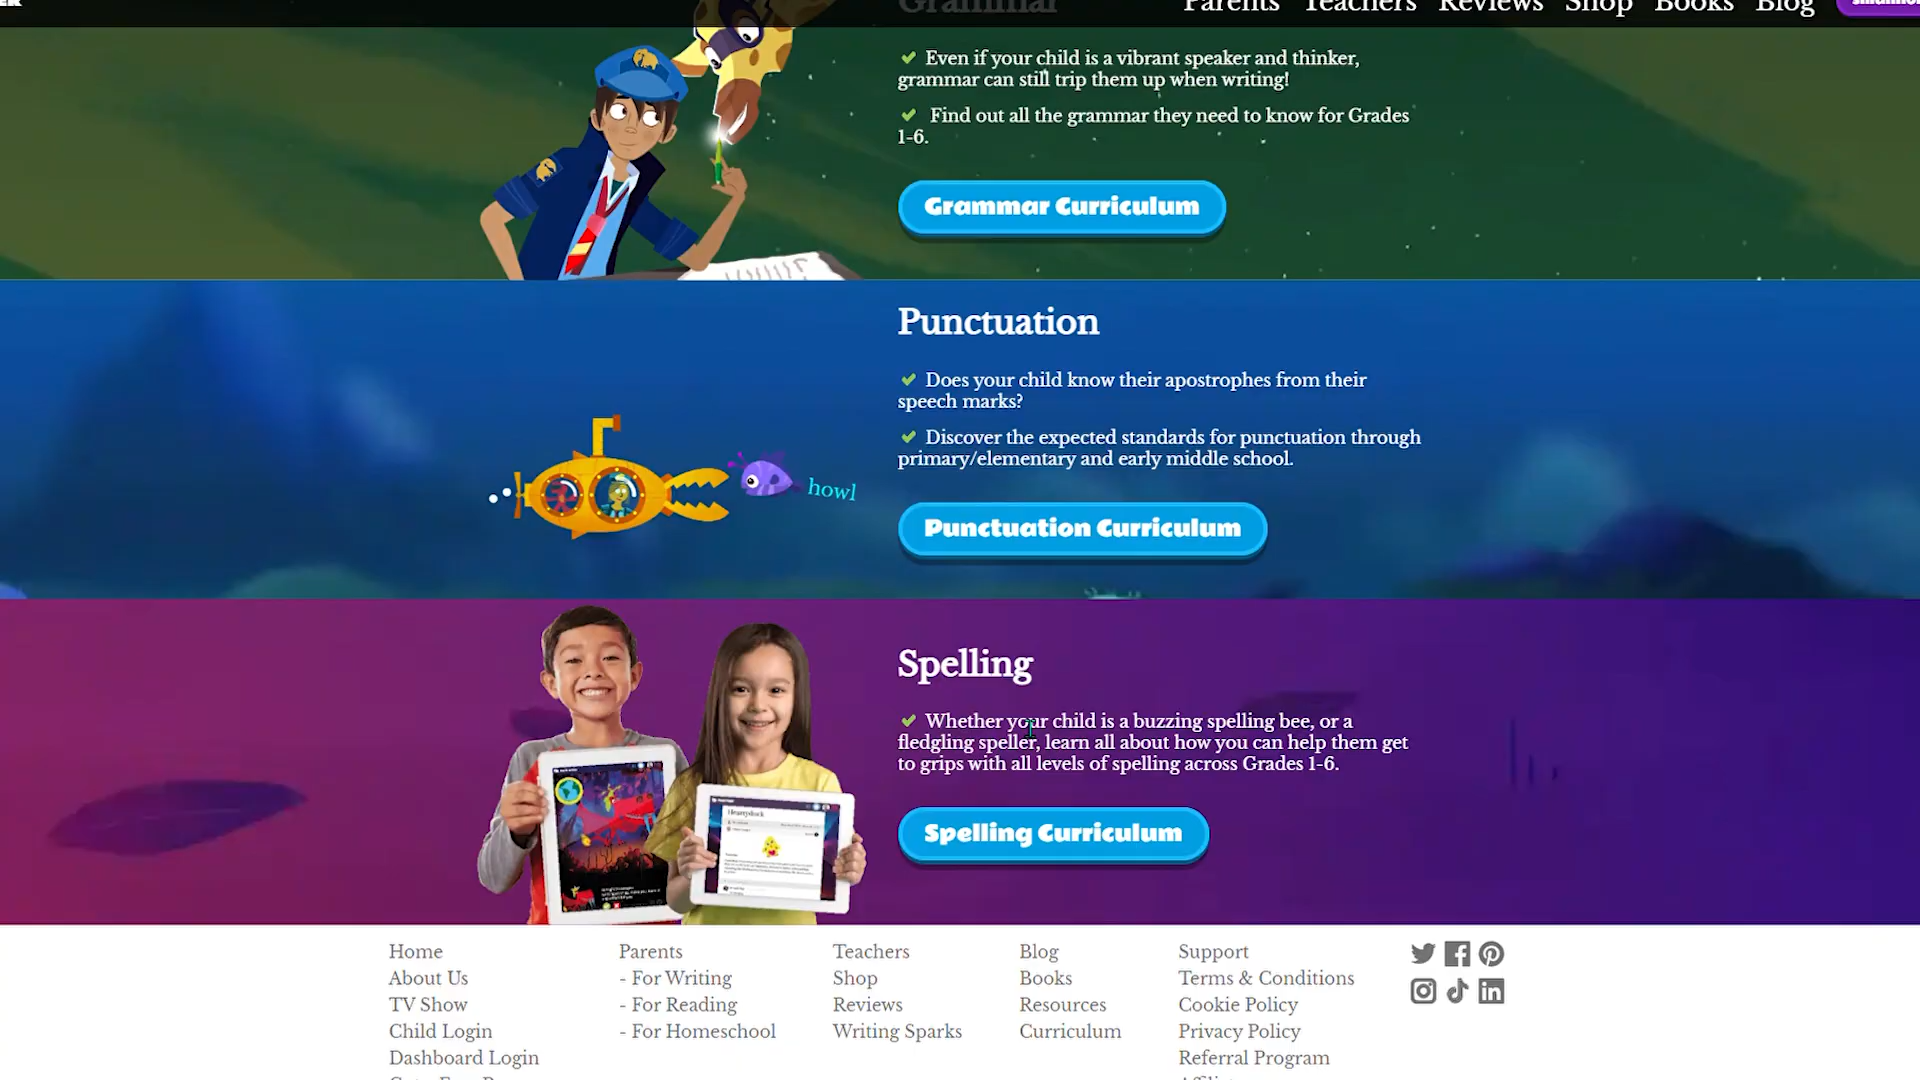 Grammar
Parents Teachers Reviews Shop Books Blog
Even if your child is a vibrant speaker and thinker,
grammar can still trip them up when writing!
Find out all the grammar they need to know for Grades
1-6.
Grammar Curriculum
Punctuation
Does your child know their apostrophes from their
speech marks?
Discover the expected standards for punctuation through
primary/elementary and early middle school.
howl
Punctuation Curriculum
Spelling
Whether your child is a buzzing spelling bee, or a
fledgling speller, learn all about how you can help them get
to grips with all levels of spelling across Grades 1-6.
Spelling Curriculum
Home
About Us
TV Show
Child Login
Dashboard Login
Parents
- For Writing
- For Reading
- For Homeschool
Teachers
Shop
Reviews
Writing Sparks
Blog
Books
Resources
Curriculum
Support
Terms & Conditions
Cookie Policy
Privacy Policy
Referral Program